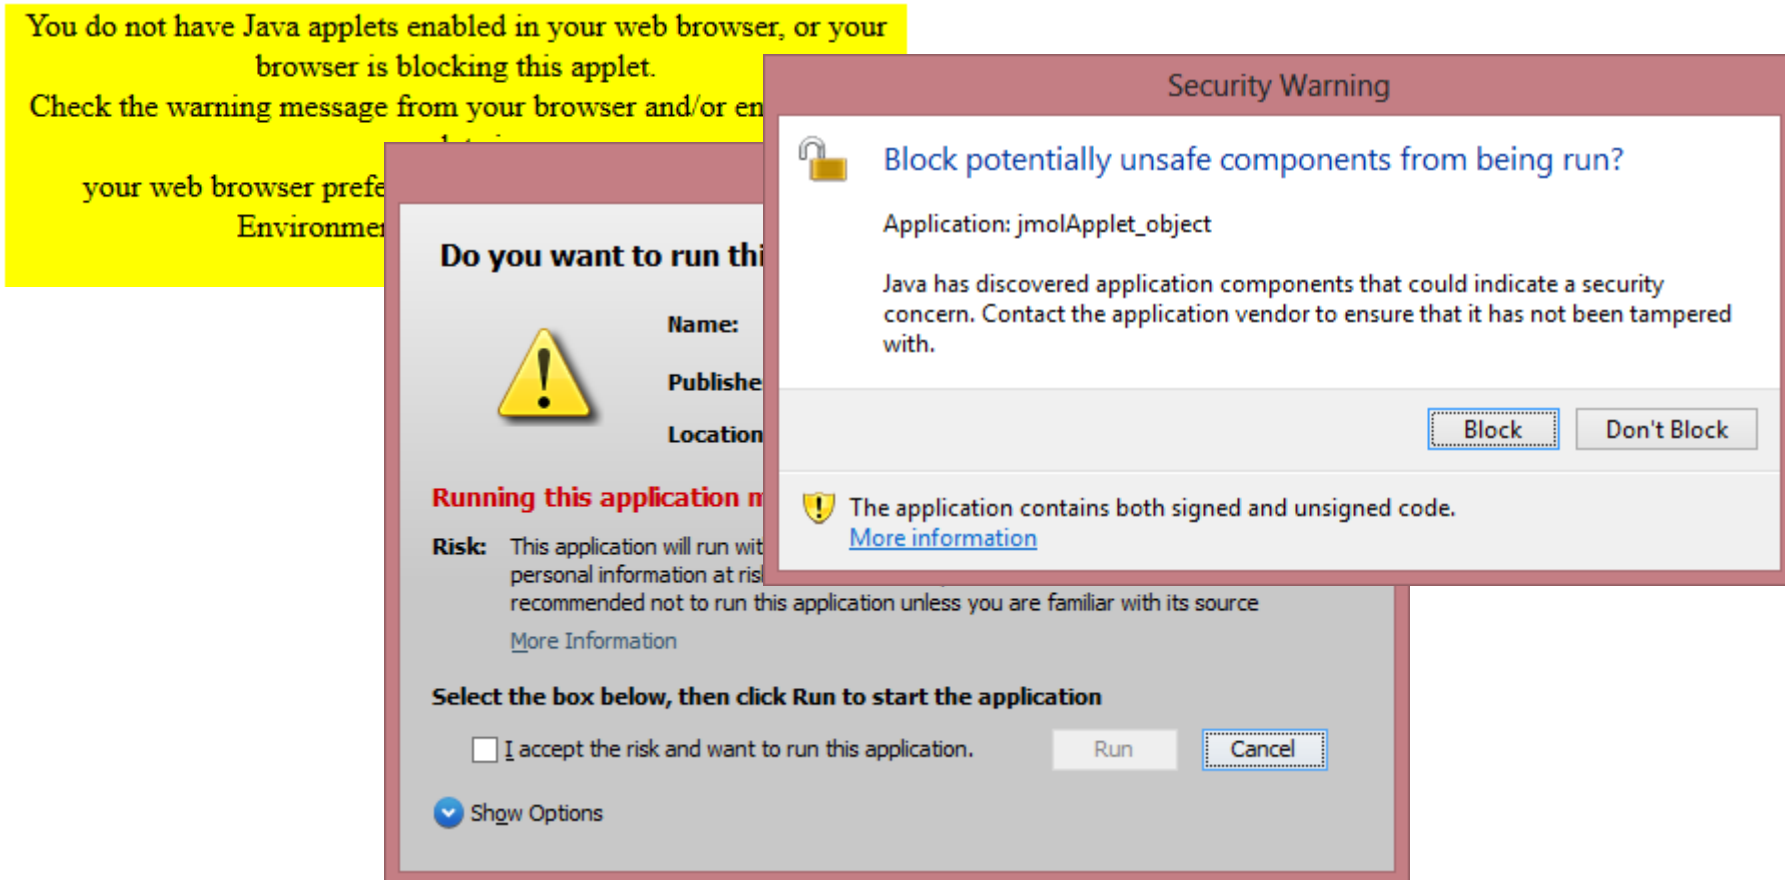 You do not have Java applets enabled in your web browser, or your
browser is blocking this applet.
Check the warning message from your browser and/or en
your web browser prefe
Environmer
Do you want to run thi
Name:
Publishe
Location
Running this application m
Risk: This application will run wit
personal information at ris
recommended not to run this application unless you are familiar with its source
More Information
Select the box below, then click Run to start the application
I accept the risk and want to run this application.
Run
Cancel
Show Options
Security Warning
Block potentially unsafe components from being run?
Application: jmolApplet_object
Java has discovered application components that could indicate a security
concern. Contact the application vendor to ensure that it has not been tampered
with.
Block
Don't Block
The application contains both signed and unsigned code.
More information